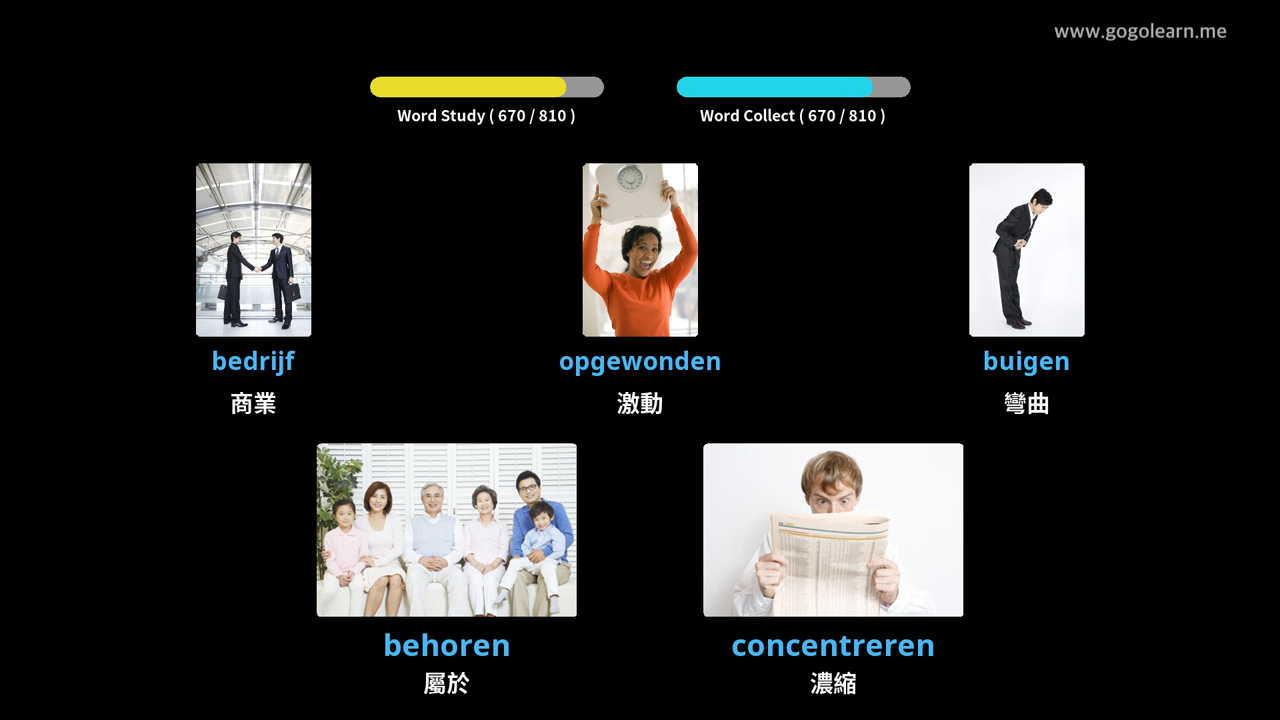 www.gogolearn.me
Word Study ( 670 / 810 )
Word Collect ( 670 / 810 )
bedrijf
商業
opgewonden
激動
buigen
彎曲
behoren
屬於
concentreren
濃縮